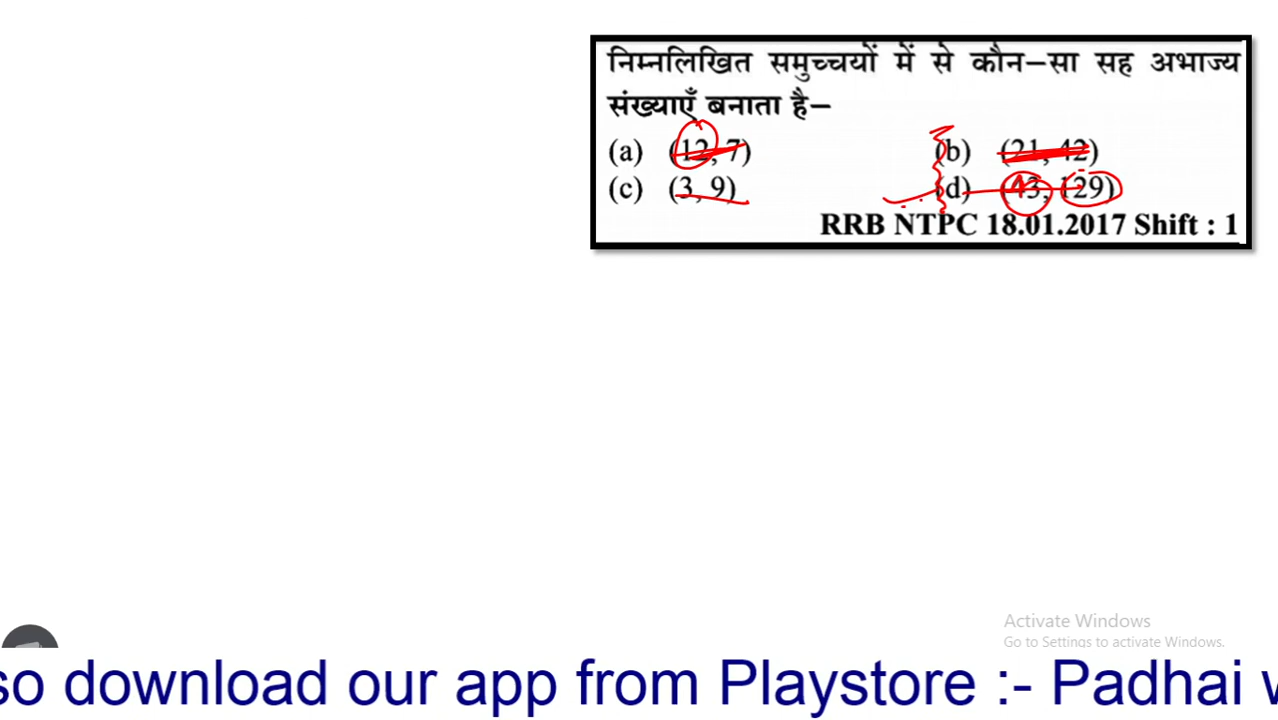 निम्नलिखित समुच्चयों में से कौन–सा सह अभाज्य
संख्याएँ बनाता है–
(a) (12, 7) (b) (21, 42)
(c) (3, 9) (d) (43, 129)
RRB NTPC 18.01.2017 Shift : 1
Activate Windows
Go to Settings to activate Windows.
so download our app from Playstore :- Padhai w